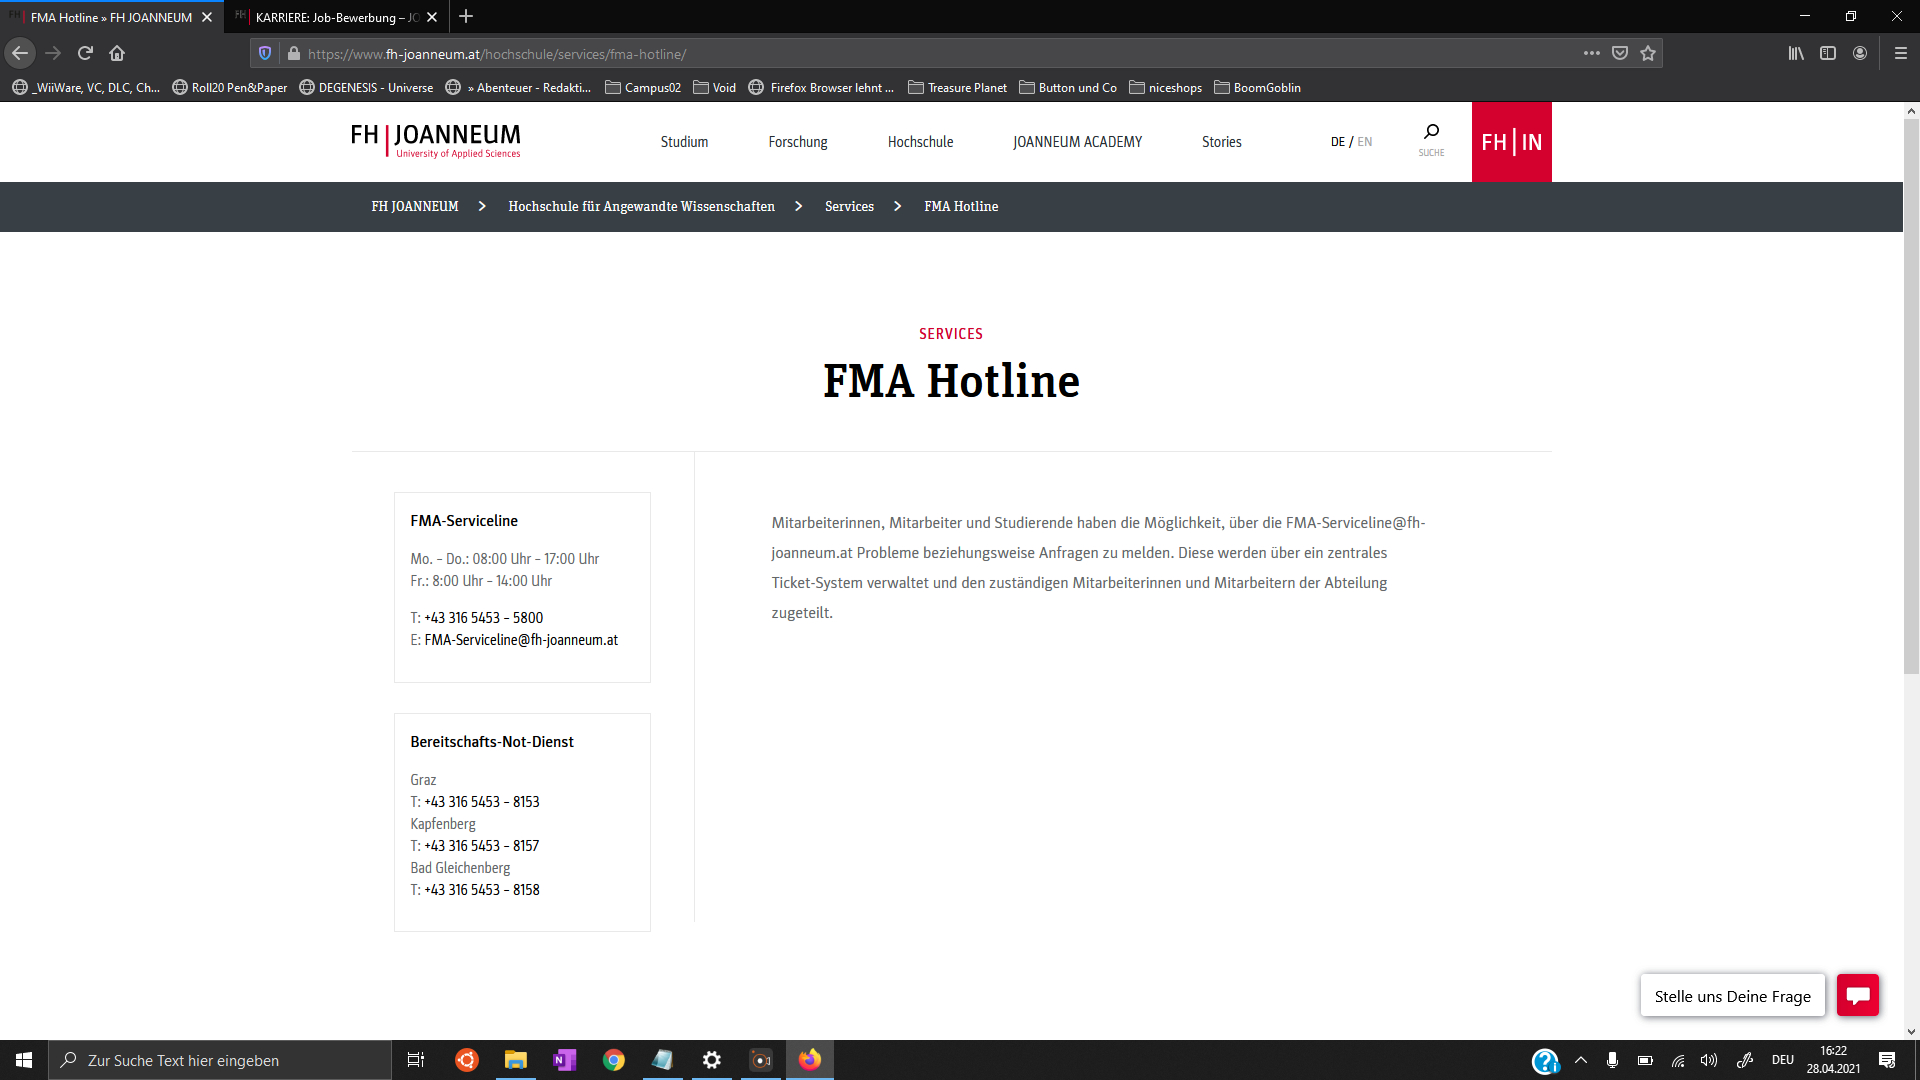 FMA Hotline » FH JOANNEUM
KARRIERE: Job-Bewerbung – JO
https://www.fh-joanneum.at/hochschule/services/fma-hotline/
_WiiWare, VC, DLC, Ch...
Roll20 Pen&Paper
DEGENESIS - Universe
» Abenteuer - Redakti...
Campus02
Void
Firefox Browser lehnt ...
Treasure Planet
Button und Co
niceshops
BoomGoblin
FH JOANNEUM
University of Applied Sciences
Studium
Forschung
Hochschule
JOANNEUM ACADEMY
Stories
DE / EN
SUCHE
FH | IN
FH JOANNEUM > Hochschule für Angewandte Wissenschaften > Services > FMA Hotline
SERVICES
FMA Hotline
FMA-Serviceline
Mo. – Do.: 08:00 Uhr – 17:00 Uhr
Fr.: 8:00 Uhr – 14:00 Uhr
T: +43 316 5453 – 5800
E: FMA-Serviceline@fh-joanneum.at
Bereitschafts-Not-Dienst
Graz
T: +43 316 5453 – 8153
Kapfenberg
T: +43 316 5453 – 8157
Bad Gleichenberg
T: +43 316 5453 – 8158
Mitarbeiterinnen, Mitarbeiter und Studierende haben die Möglichkeit, über die FMA-Serviceline@fh-
joanneum.at Probleme beziehungsweise Anfragen zu melden. Diese werden über ein zentrales
Ticket-System verwaltet und den zuständigen Mitarbeiterinnen und Mitarbeitern der Abteilung
zugeteilt.
Stelle uns Deine Frage
Zur Suche Text hier eingeben
DEU
16:22
28.04.2021